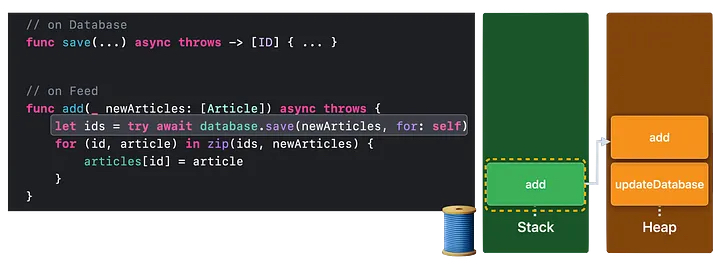 // on Database
func save(...) async throws -> [ID] { ... }
// on Feed
func add(_ newArticles: [Article]) async throws {
    let ids = try await database.save(newArticles, for: self)
    for (id, article) in zip(ids, newArticles) {
        articles[id] = article
    }
}
add
Stack
add
updateDatabase
Heap